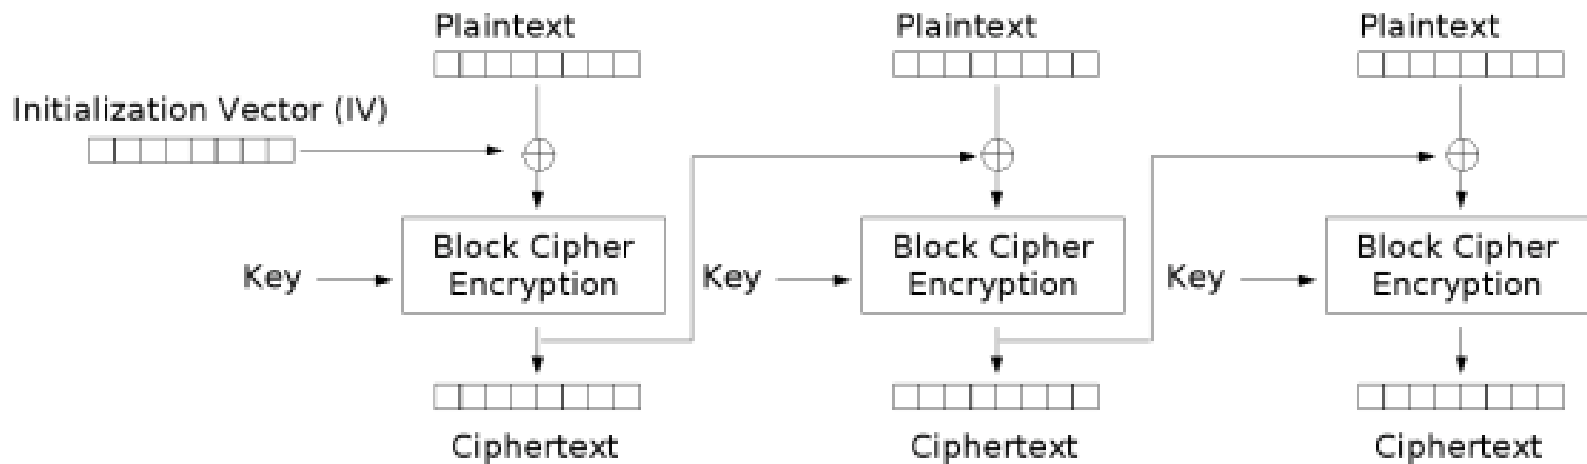 Plaintext
Plaintext
Plaintext
Initialization Vector (IV)
Key
Block Cipher
Encryption
Key
Block Cipher
Encryption
Key
Block Cipher
Encryption
Ciphertext
Ciphertext
Ciphertext